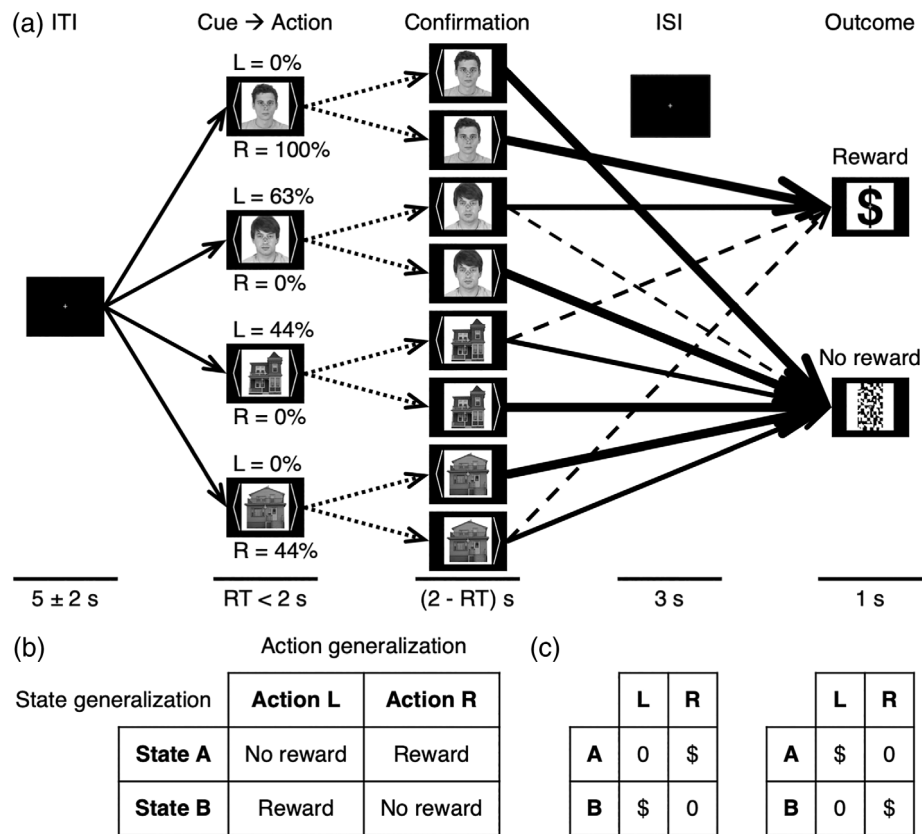 (a) ITI Cue → Action Confirmation ISI Outcome
L = 0%
R = 100%
L = 63%
R = 0%
L = 44%
R = 0%
L = 0%
R = 44%
Reward
$
No reward
5 ± 2 s RT < 2 s (2 - RT) s 3 s 1 s
(b) Action generalization
State generalization Action L Action R
State A No reward Reward
State B Reward No reward
(c)
L R
A 0 $
B $ 0
L R
A $ 0
B 0 $